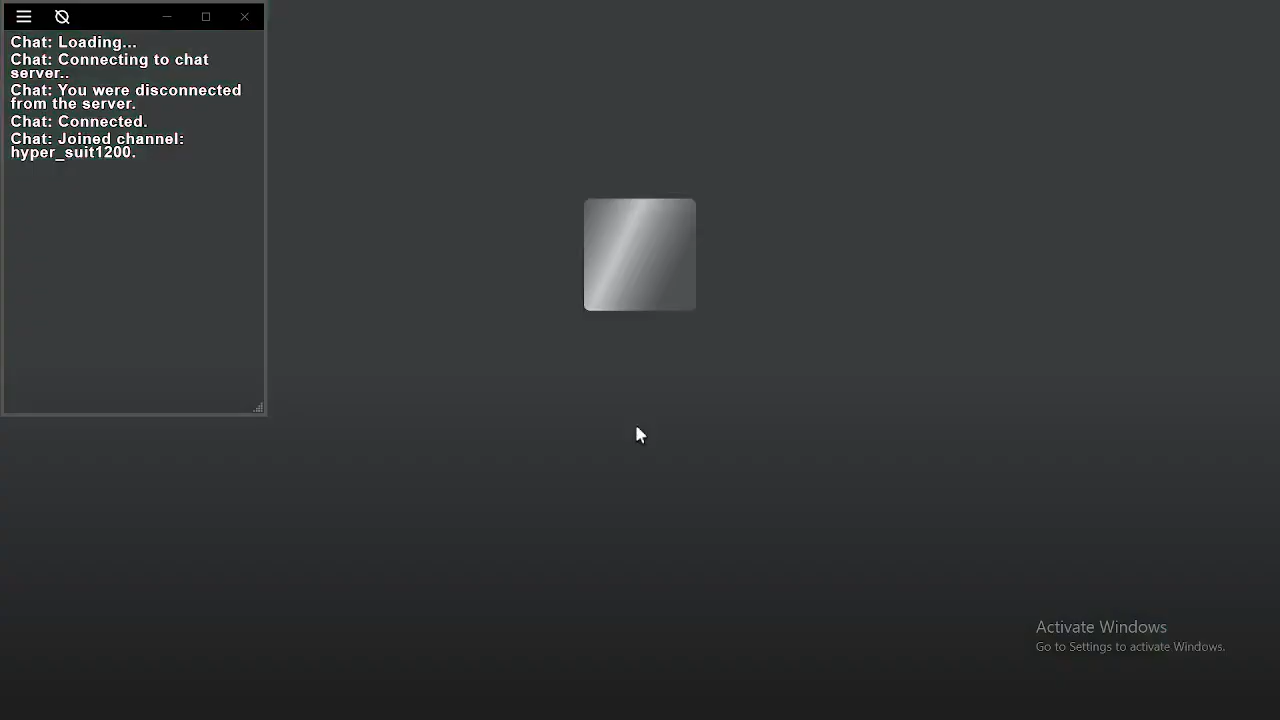 Chat: Loading...
Chat: Connecting to chat
server..
Chat: You were disconnected
from the server.
Chat: Connected.
Chat: Joined channel:
hyper_suit1200.
Activate Windows
Go to Settings to activate Windows.